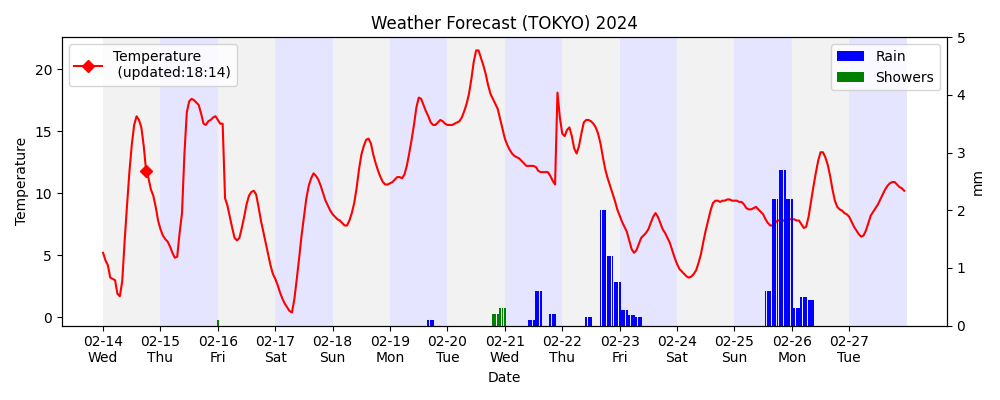 Weather Forecast (TOKYO) 2024
Temperature
(updated:18:14)
Rain
Showers
Temperature
20
15
10
5
0
mm
5
4
3
2
1
0
02-14 02-15 02-16 02-17 02-18 02-19 02-20 02-21 02-22 02-23 02-24 02-25 02-26 02-27
Wed Thu Fri Sat Sun Mon Tue Wed Thu Fri Sat Sun Mon Tue
Date